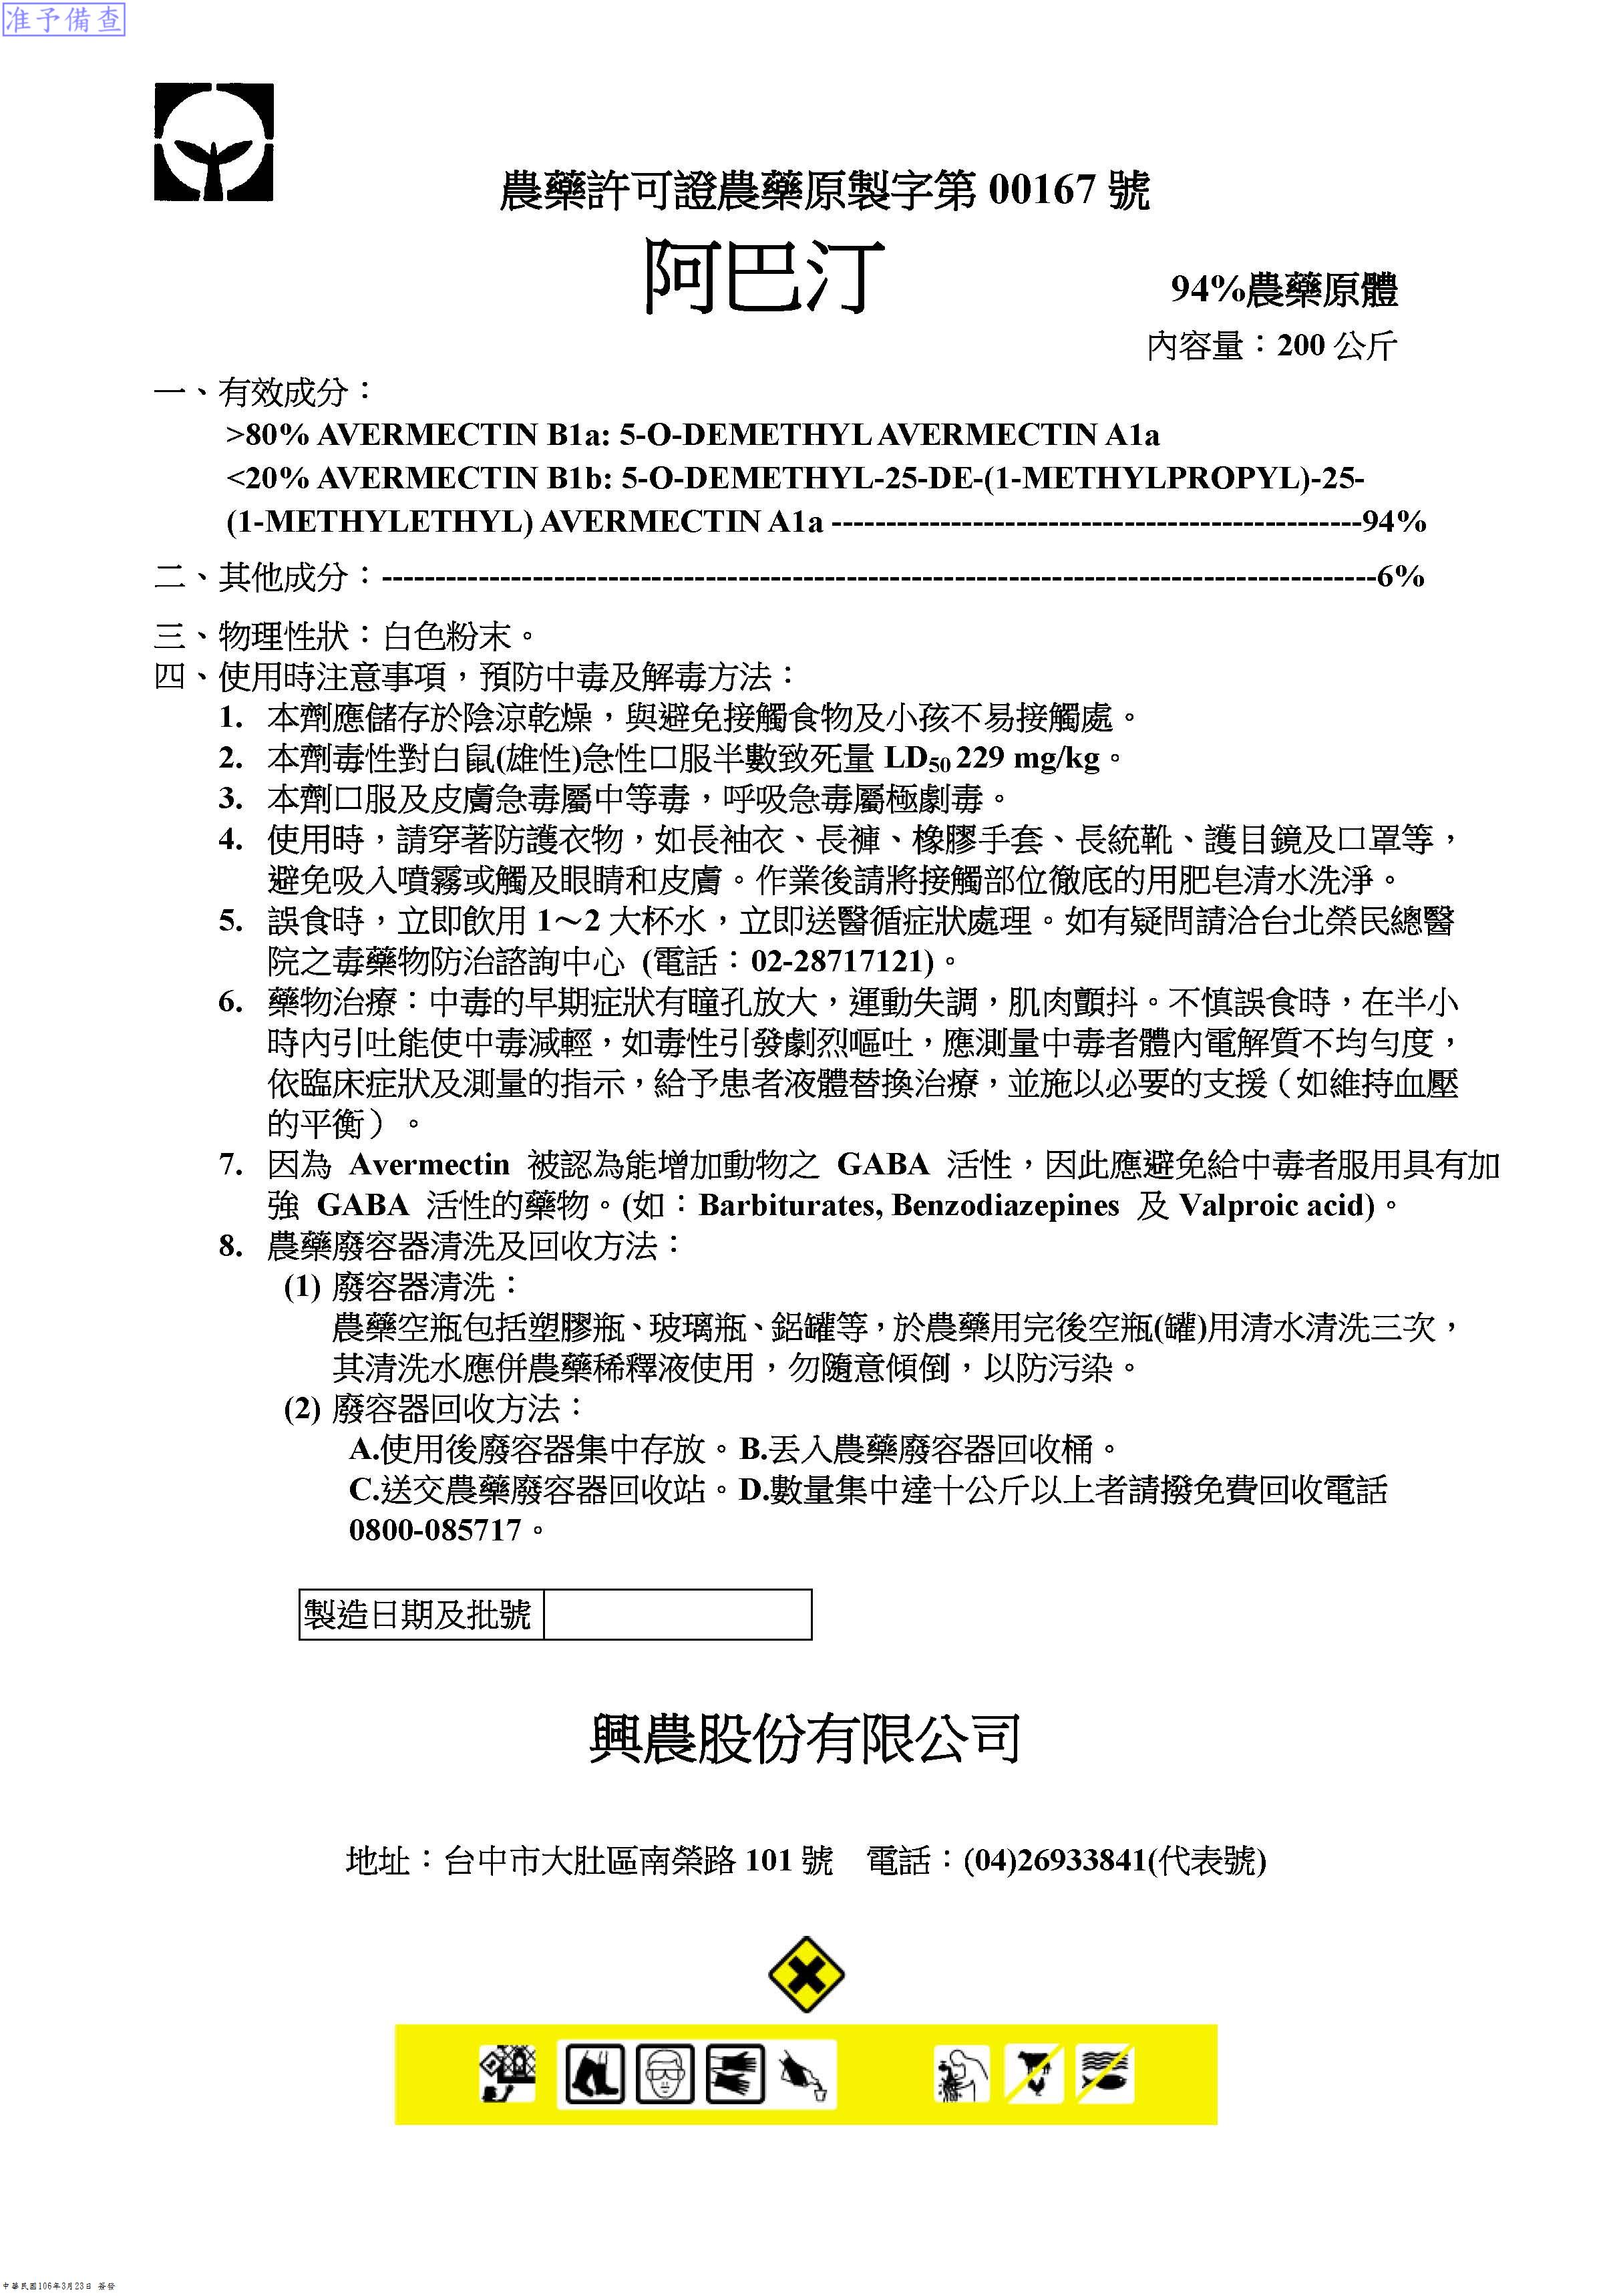 准予備查
農藥許可證農藥原製字第 00167 號
阿巴汀
94%農藥原體
內容量：200 公斤
一、有效成分：
>80% AVERMECTIN B1a: 5-O-DEMETHYL AVERMECTIN A1a
<20% AVERMECTIN B1b: 5-O-DEMETHYL-25-DE-(1-METHYLPROPYL)-25-
(1-METHYLETHYL) AVERMECTIN A1a -------------------------------------------------94%
二、其他成分：--------------------------------------------------------------------------------------------6%
三、物理性狀：白色粉末。
四、使用時注意事項，預防中毒及解毒方法：
1. 本劑應儲存於陰涼乾燥，與避免接觸食物及小孩不易接觸處。
2. 本劑毒性對白鼠(雄性)急性口服半數致死量 LD50 229 mg/kg。
3. 本劑口服及皮膚急毒屬中等毒，呼吸急毒屬極劇毒。
4. 使用時，請穿著防護衣物，如長袖衣、長褲、橡膠手套、長統靴、護目鏡及口罩等，
避免吸入噴霧或觸及眼睛和皮膚。作業後請將接觸部位徹底的用肥皂清水洗淨。
5. 誤食時，立即飲用 1～2 大杯水，立即送醫循症狀處理。如有疑問請洽台北榮民總醫
院之毒藥物防治諮詢中心 (電話：02-28717121)。
6. 藥物治療：中毒的早期症狀有瞳孔放大，運動失調，肌肉顫抖。不慎誤食時，在半小
時內引吐能使中毒減輕，如毒性引發劇烈嘔吐，應測量中毒者體內電解質不均勻度，
依臨床症狀及測量的指示，給予患者液體替換治療，並施以必要的支援（如維持血壓
的平衡）。
7. 因為 Avermectin 被認為能增加動物之 GABA 活性，因此應避免給中毒者服用具有加
強 GABA 活性的藥物。(如：Barbiturates, Benzodiazepines 及 Valproic acid)。
8. 農藥廢容器清洗及回收方法：
(1) 廢容器清洗：
農藥空瓶包括塑膠瓶、玻璃瓶、鋁罐等，於農藥用完後空瓶(罐)用清水清洗三次，
其清洗水應併農藥稀釋液使用，勿隨意傾倒，以防污染。
(2) 廢容器回收方法：
A.使用後廢容器集中存放。B.丟入農藥廢容器回收桶。
C.送交農藥廢容器回收站。D.數量集中達十公斤以上者請撥免費回收電話
0800-085717。
製造日期及批號
興農股份有限公司
地址：台中市大肚區南榮路 101 號 電話：(04)26933841(代表號)
中華民國106年3月23日 簽發